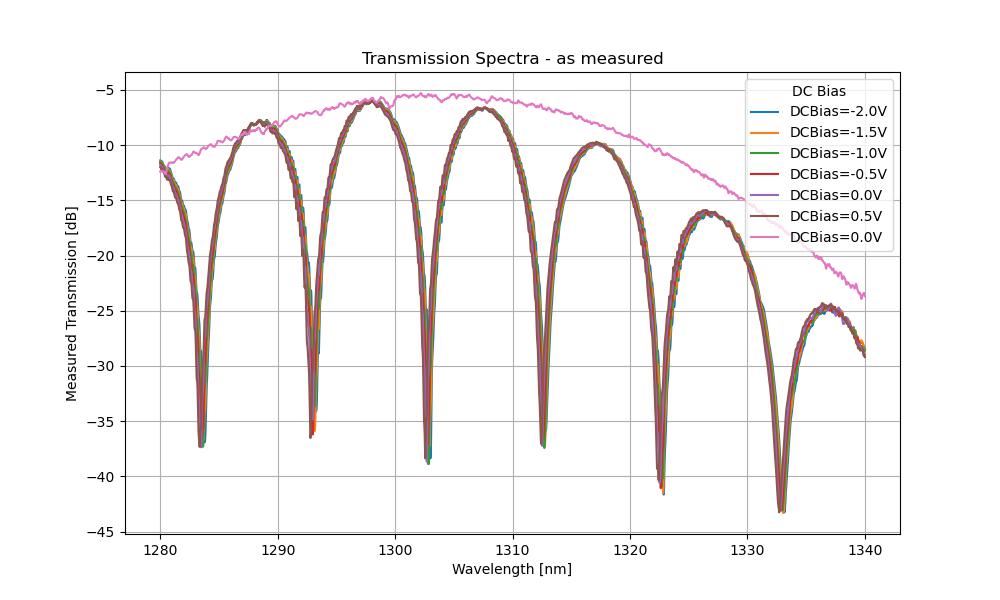 Transmission Spectra - as measured
Measured Transmission [dB]
−5
−10
−15
−20
−25
−30
−35
−40
−45
DC Bias
DCBias=-2.0V
DCBias=-1.5V
DCBias=-1.0V
DCBias=-0.5V
DCBias=0.0V
DCBias=0.5V
DCBias=0.0V
1280 1290 1300 1310 1320 1330 1340
Wavelength [nm]